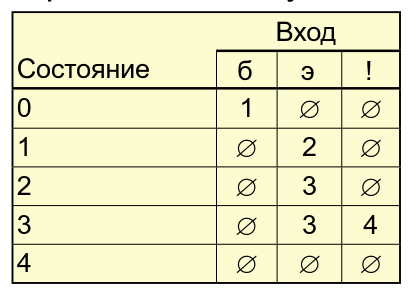 Вход
Состояние б э !
0 1 ∅ ∅
1 ∅ 2 ∅
2 ∅ 3 ∅
3 ∅ 3 4
4 ∅ ∅ ∅